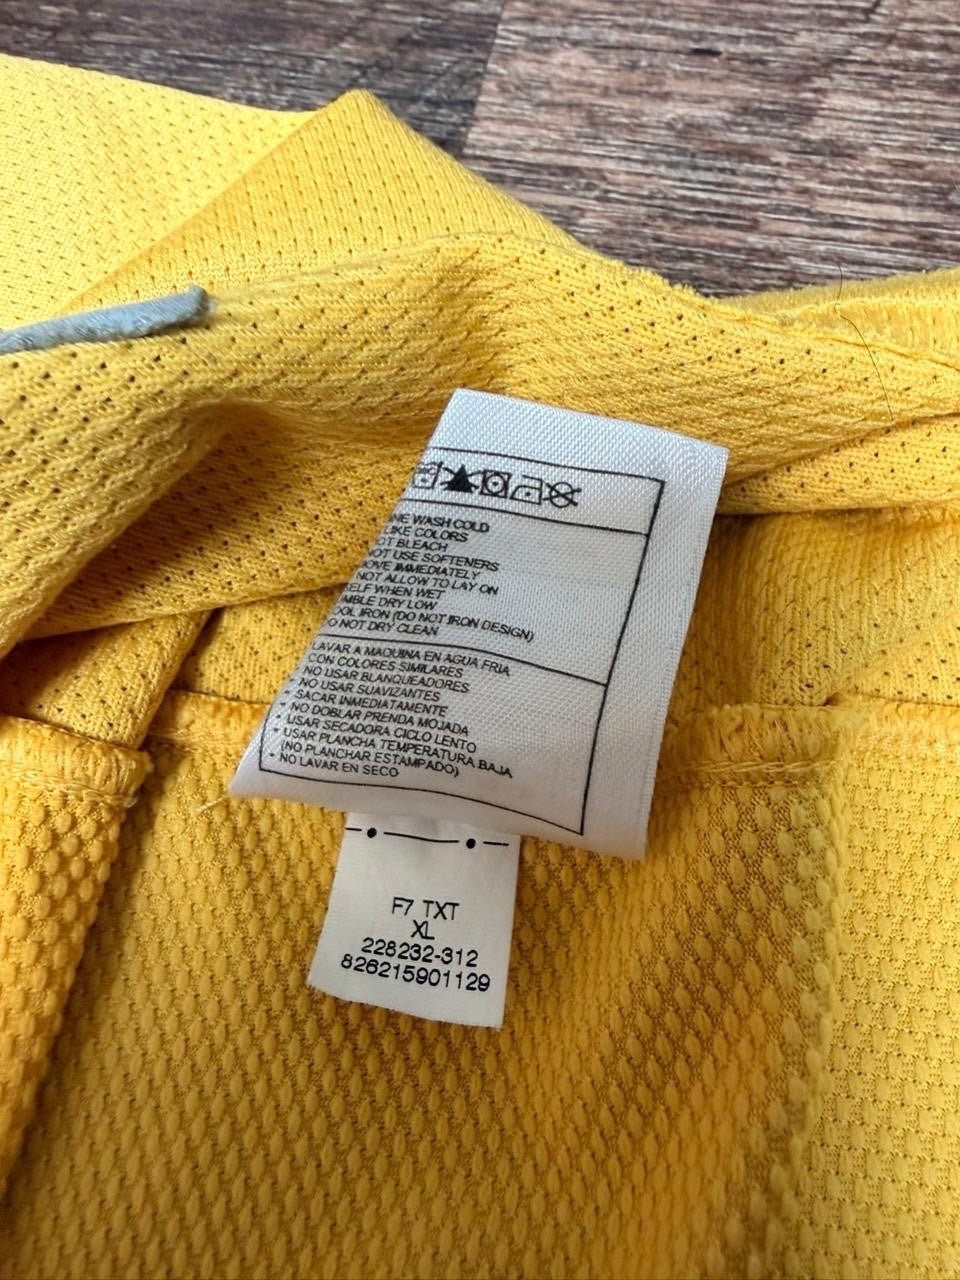 NE WASH COLD
LIKE COLORS
OT BLEACH
NOT USE SOFTENERS
OVE IMMEDIATELY
NOT ALLOW TO LAY ON
ELF WHEN WET
MBLE DRY LOW
OOL IRON (DO NOT IRON DESIGN)
DO NOT DRY CLEAN
LAVAR A MAQUINA EN AGUA FRIA
CON COLORES SIMILARES
NO USAR BLANQUEADORES
NO USAR SUAVIZANTES
* SACAR INMEDIATAMENTE
* NO DOBLAR PRENDA MOJADA
* USAR SECADORA CICLO LENTO
* USAR PLANCHA TEMPERATURA BAJA
(NO PLANCHAR ESTAMPADO)
* NO LAVAR EN SECO
F7 TXT
XL
228232-312
826215901129